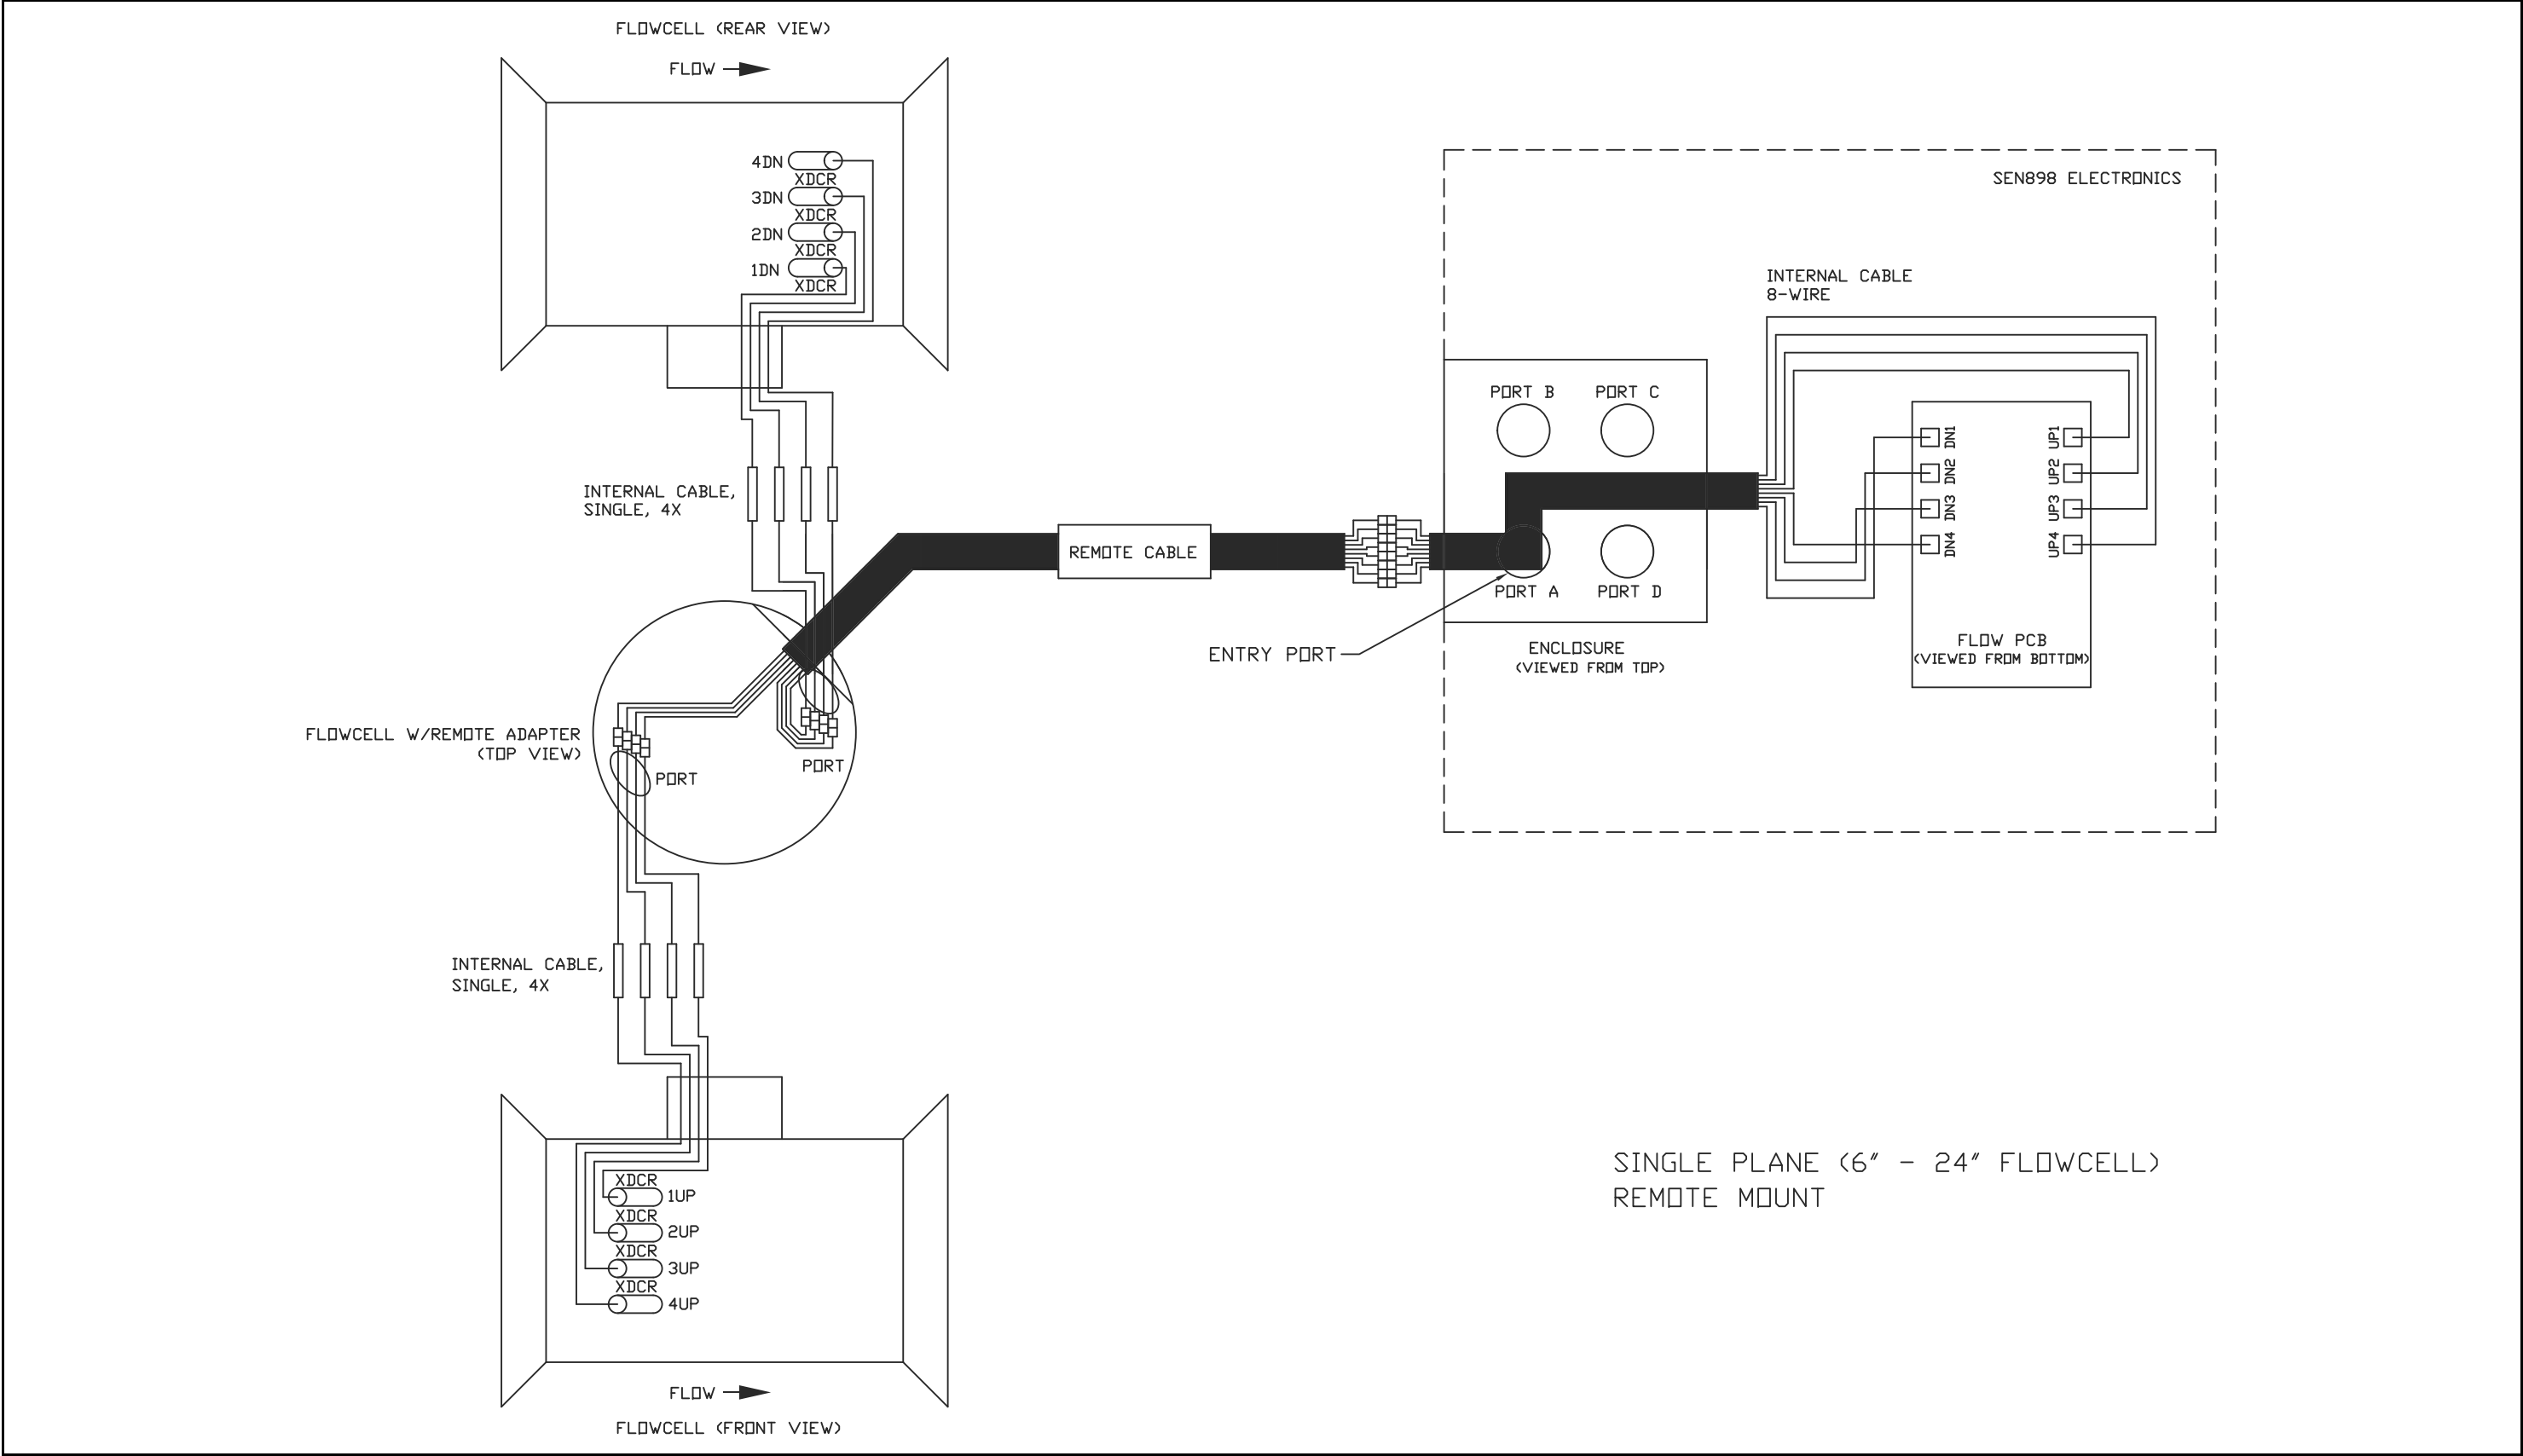 FLOWCELL (REAR VIEW)
FLOW
4DN
XDCR
3DN
XDCR
2DN
XDCR
1DN
XDCR
INTERNAL CABLE,
SINGLE, 4X
REMOTE CABLE
FLOWCELL W/REMOTE ADAPTER
(TOP VIEW)
PORT
PORT
INTERNAL CABLE,
SINGLE, 4X
XDCR
1UP
XDCR
2UP
XDCR
3UP
XDCR
4UP
FLOW
FLOWCELL (FRONT VIEW)
SEN898 ELECTRONICS
INTERNAL CABLE
8-WIRE
PORT B
PORT C
PORT A
PORT D
ENTRY PORT
ENCLOSURE
(VIEWED FROM TOP)
DN1
DN2
DN3
DN4
UP1
UP2
UP3
UP4
FLOW PCB
(VIEWED FROM BOTTOM)
SINGLE PLANE (6" - 24" FLOWCELL)
REMOTE MOUNT